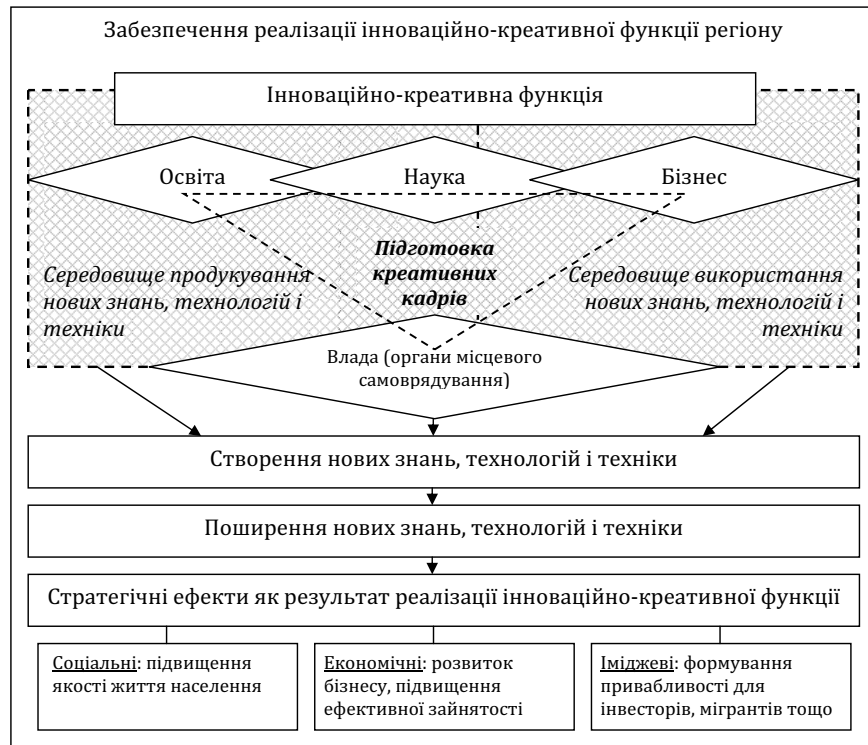 Забезпечення реалізації інноваційно-креативної функції регіону
Інноваційно-креативна функція
Освіта
Наука
Бізнес
Середовище продукування
нових знань, технологій і
техніки
Підготовка
креативних
кадрів
Середовище використання
нових знань, технологій і
техніки
Влада (органи місцевого
самоврядування)
Створення нових знань, технологій і техніки
Поширення нових знань, технологій і техніки
Стратегічні ефекти як результат реалізації інноваційно-креативної функції
Соціальні: підвищення
якості життя населення
Економічні: розвиток
бізнесу, підвищення
ефективної зайнятості
Іміджеві: формування
привабливості для
інвесторів, мігрантів тощо